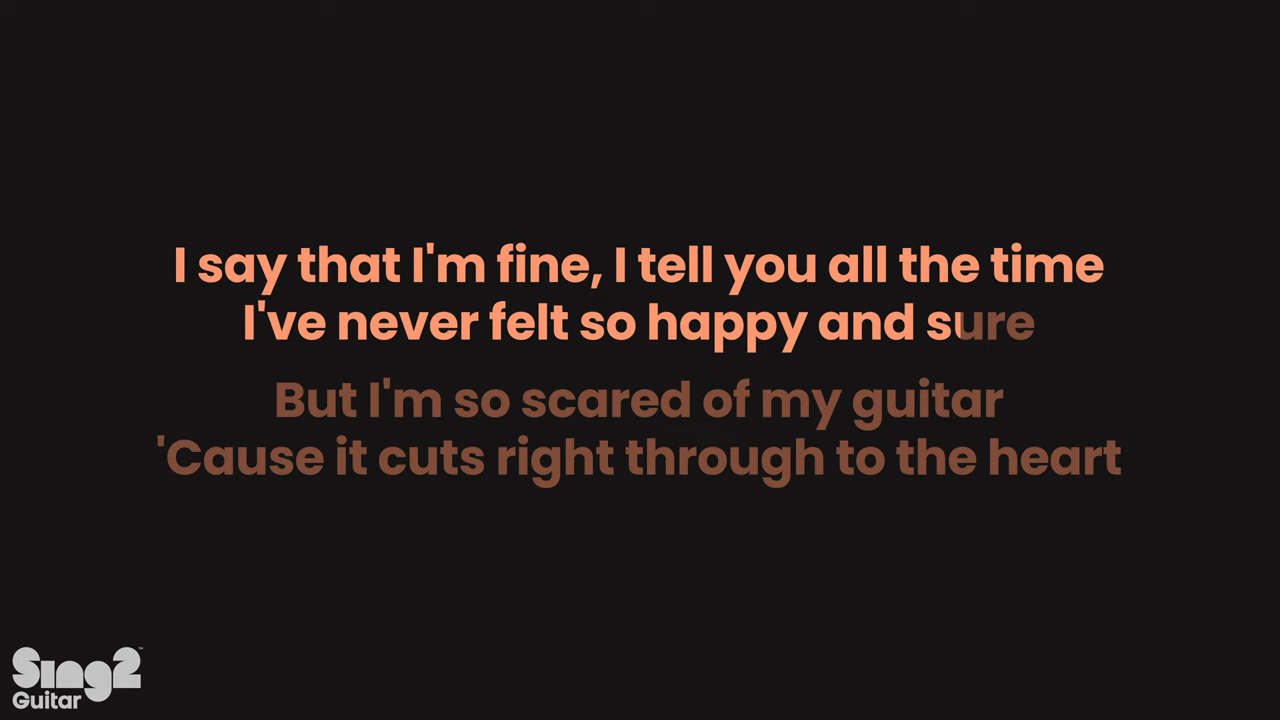 I say that I'm fine, I tell you all the time
I've never felt so happy and sure
But I'm so scared of my guitar
'Cause it cuts right through to the heart
Sing2™
Guitar